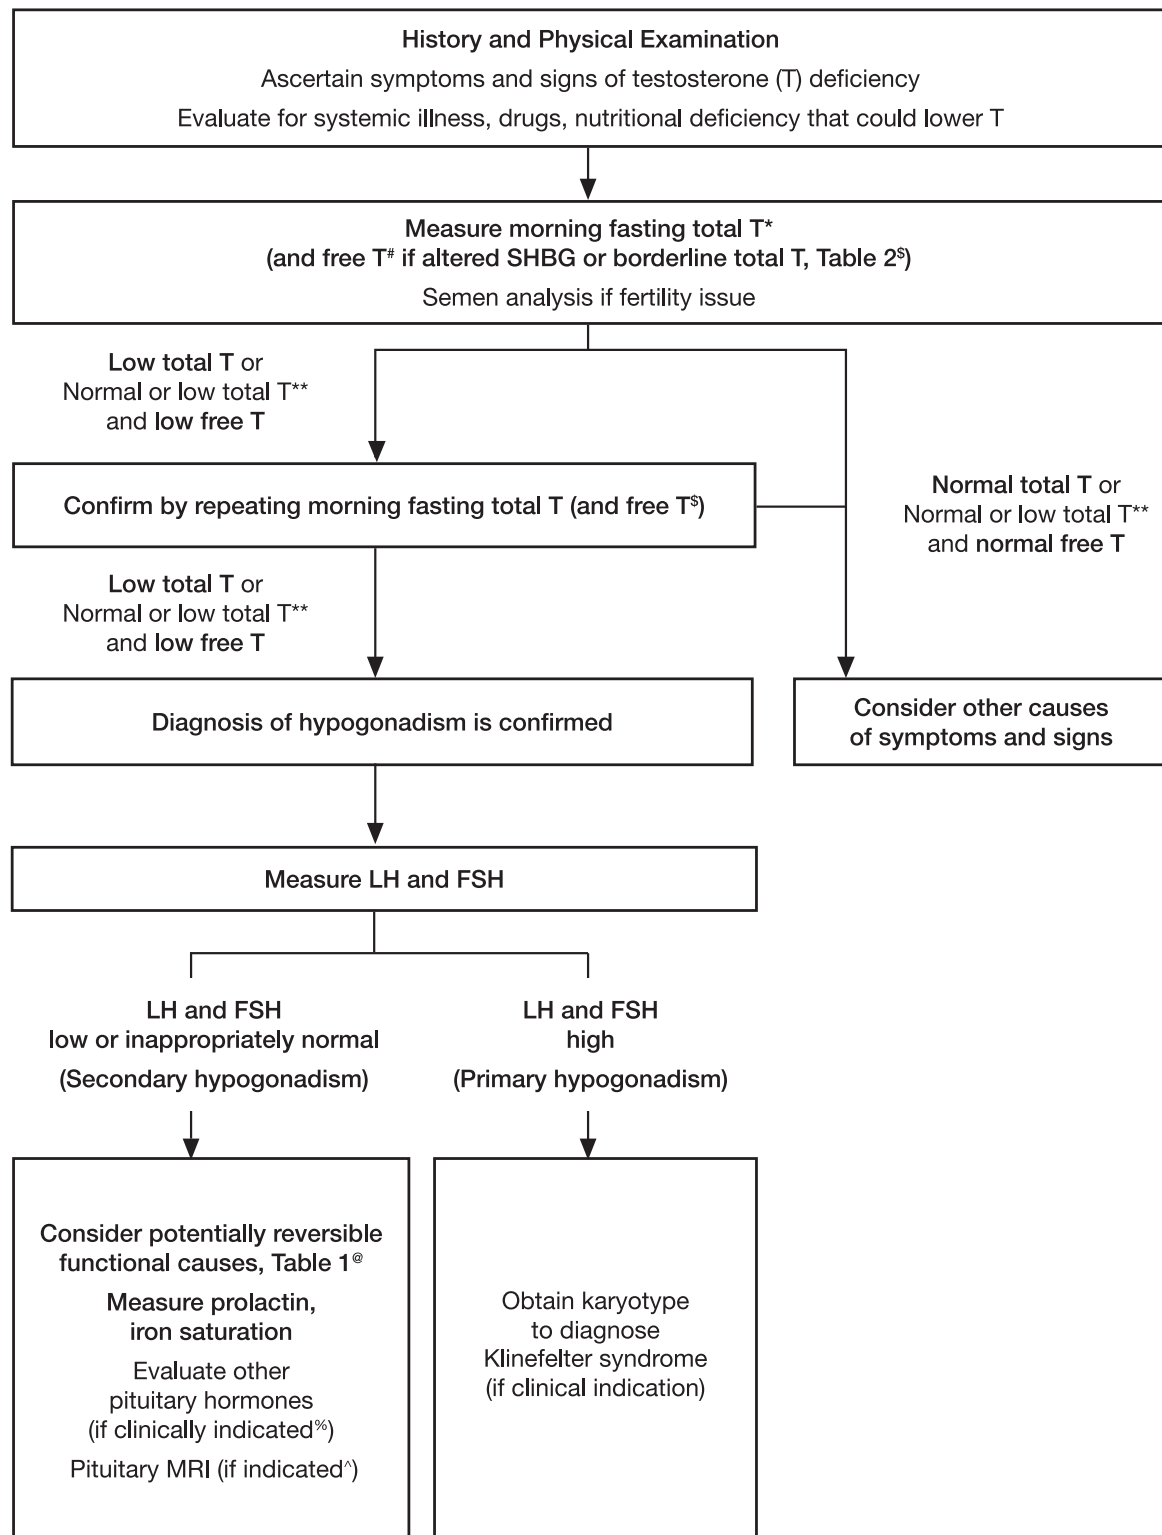 History and Physical Examination
Ascertain symptoms and signs of testosterone (T) deficiency
Evaluate for systemic illness, drugs, nutritional deficiency that could lower T
Measure morning fasting total T*
(and free T# if altered SHBG or borderline total T, Table 2$)
Semen analysis if fertility issue
Low total T or
Normal or low total T**
and low free T
Confirm by repeating morning fasting total T (and free T$)
Normal total T or
Normal or low total T**
and normal free T
Low total T or
Normal or low total T**
and low free T
Diagnosis of hypogonadism is confirmed
Consider other causes
of symptoms and signs
Measure LH and FSH
LH and FSH
low or inappropriately normal
(Secondary hypogonadism)
LH and FSH
high
(Primary hypogonadism)
Consider potentially reversible
functional causes, Table 1@
Measure prolactin,
iron saturation
Evaluate other
pituitary hormones
(if clinically indicated%)
Pituitary MRI (if indicated^)
Obtain karyotype
to diagnose
Klinefelter syndrome
(if clinical indication)